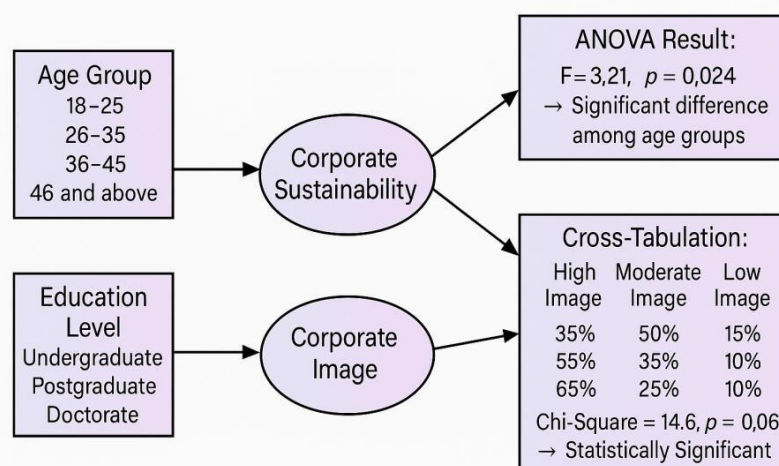 Age Group
18–25
26–35
36–45
46 and above
Corporate
Sustainability
ANOVA Result:
F= 3,21, p = 0,024
→ Significant difference
among age groups
Education
Level
Undergraduate
Postgraduate
Doctorate
Corporate
Image
Cross-Tabulation:
High Moderate Low
Image Image Image
35% 50% 15%
55% 35% 10%
65% 25% 10%
Chi-Square = 14.6, p = 0,06
→ Statistically Significant